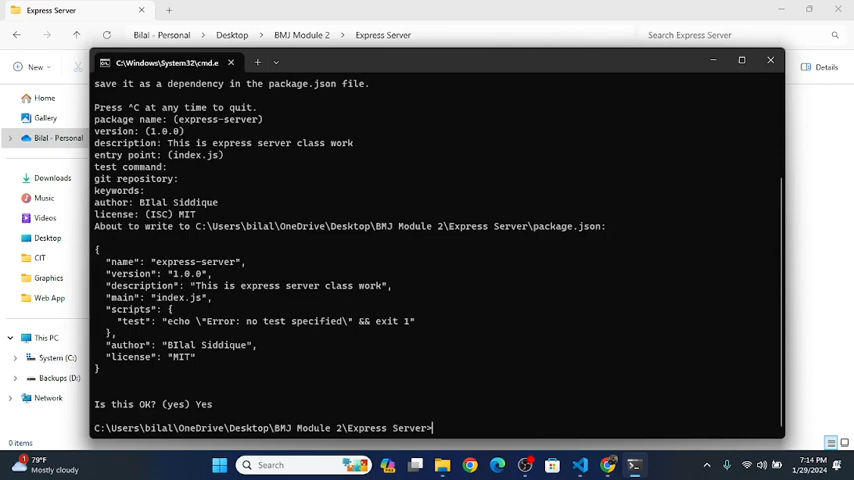 Express Server
Bilal - Personal
Desktop
BMJ Module 2
Express Server
Search Express Server
New
Details
C:\Windows\System32\cmd.e
Home
Gallery
Bilal - Personal
Downloads
Music
Videos
Desktop
CIT
Graphics
Web App
This PC
System (C:)
Backups (D:)
Network
0 items
save it as a dependency in the package.json file.
Press ^C at any time to quit.
package name: (express-server)
version: (1.0.0)
description: This is express server class work
entry point: (index.js)
test command:
git repository:
keywords:
author: BIlal Siddique
license: (ISC) MIT
About to write to C:\Users\bilal\OneDrive\Desktop\BMJ Module 2\Express Server\package.json:
{
"name": "express-server",
"version": "1.0.0",
"description": "This is express server class work",
"main": "index.js",
"scripts": {
"test": "echo \"Error: no test specified\" && exit 1"
},
"author": "BIlal Siddique",
"license": "MIT"
}
Is this OK? (yes) Yes
C:\Users\bilal\OneDrive\Desktop\BMJ Module 2\Express Server>
79°F
Mostly cloudy
Search
7:14 PM
1/29/2024